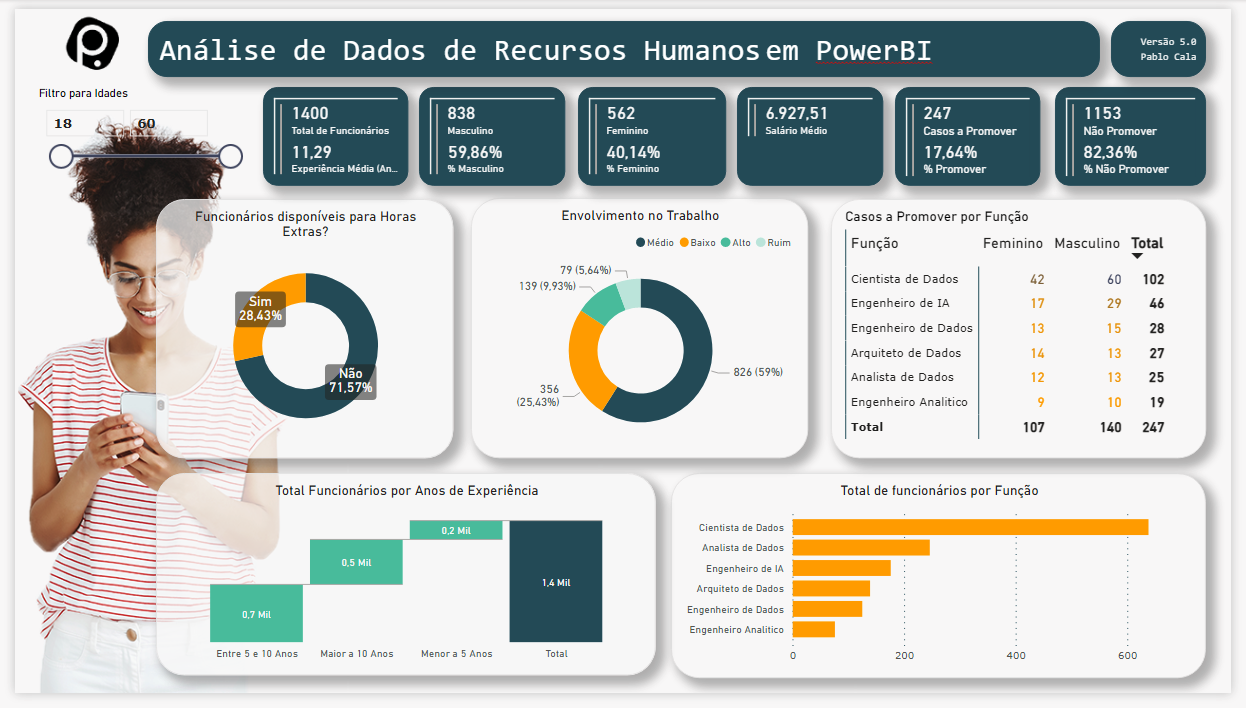 Análise de Dados de Recursos Humanos em PowerBI
Versão 5.0
Pablo Cala
Filtro para Idades
18
60
1400
Total de Funcionários
11,29
Experiência Média (An...
838
Masculino
59,86%
% Masculino
562
Feminino
40,14%
% Feminino
6.927,51
Salário Médio
247
Casos a Promover
17,64%
% Promover
1153
Não Promover
82,36%
% Não Promover
Funcionários disponíveis para Horas
Extras?
Sim
28,43%
Não
71,57%
Envolvimento no Trabalho
Médio Baixo Alto Ruim
79 (5,64%)
139 (9,93%)
356
(25,43%)
826 (59%)
Casos a Promover por Função
Função Feminino Masculino Total
Cientista de Dados 42 60 102
Engenheiro de IA 17 29 46
Engenheiro de Dados 13 15 28
Arquiteto de Dados 14 13 27
Analista de Dados 12 13 25
Engenheiro Analitico 9 10 19
Total 107 140 247
Total Funcionários por Anos de Experiência
0,7 Mil
0,5 Mil
0,2 Mil
1,4 Mil
Entre 5 e 10 Anos Maior a 10 Anos Menor a 5 Anos Total
Total de funcionários por Função
Cientista de Dados
Analista de Dados
Engenheiro de IA
Arquiteto de Dados
Engenheiro de Dados
Engenheiro Analitico
0 200 400 600